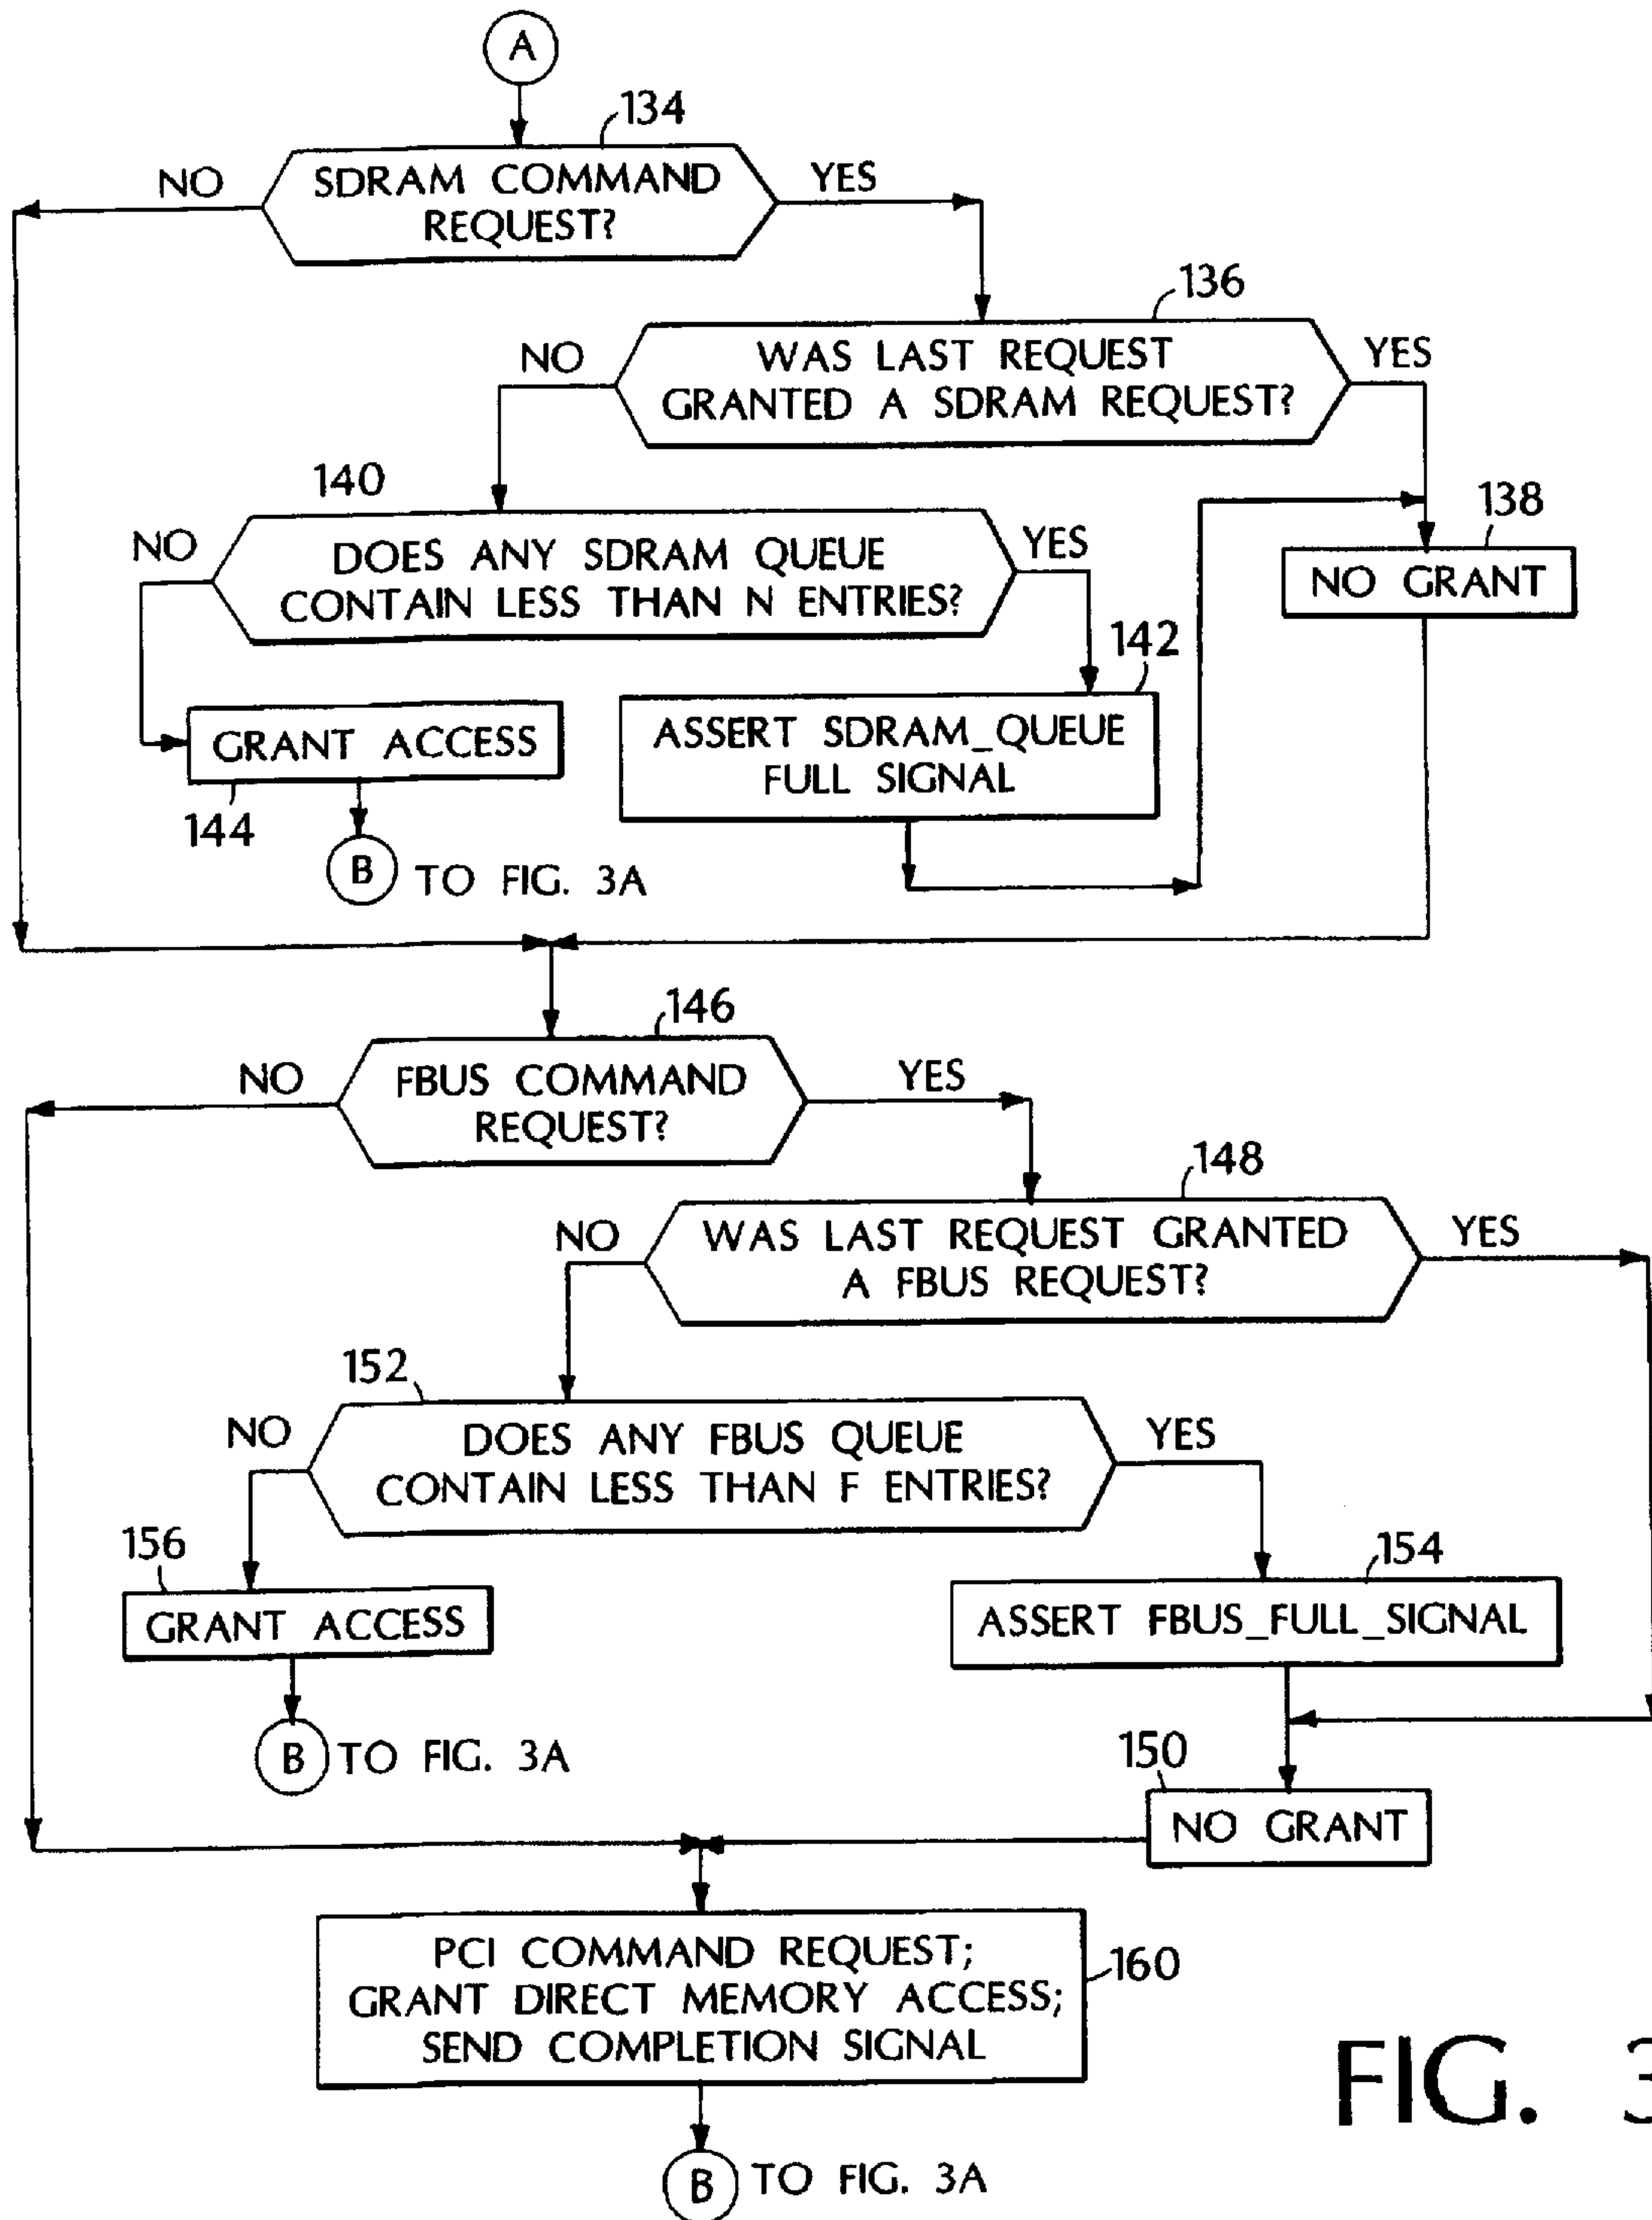 A
134
SDRAM COMMAND
REQUEST?
NO
YES
136
WAS LAST REQUEST
GRANTED A SDRAM REQUEST?
NO
YES
140
138
DOES ANY SDRAM QUEUE
CONTAIN LESS THAN N ENTRIES?
NO
YES
NO GRANT
142
GRANT ACCESS
144
ASSERT SDRAM_QUEUE
FULL SIGNAL
B TO FIG. 3A
146
FBUS COMMAND
REQUEST?
NO
YES
148
WAS LAST REQUEST GRANTED
A FBUS REQUEST?
NO
YES
152
DOES ANY FBUS QUEUE
CONTAIN LESS THAN F ENTRIES?
NO
YES
156
GRANT ACCESS
154
ASSERT FBUS_FULL_SIGNAL
B TO FIG. 3A
150
NO GRANT
PCI COMMAND REQUEST;
GRANT DIRECT MEMORY ACCESS;
SEND COMPLETION SIGNAL
160
FIG. 3
B TO FIG. 3A